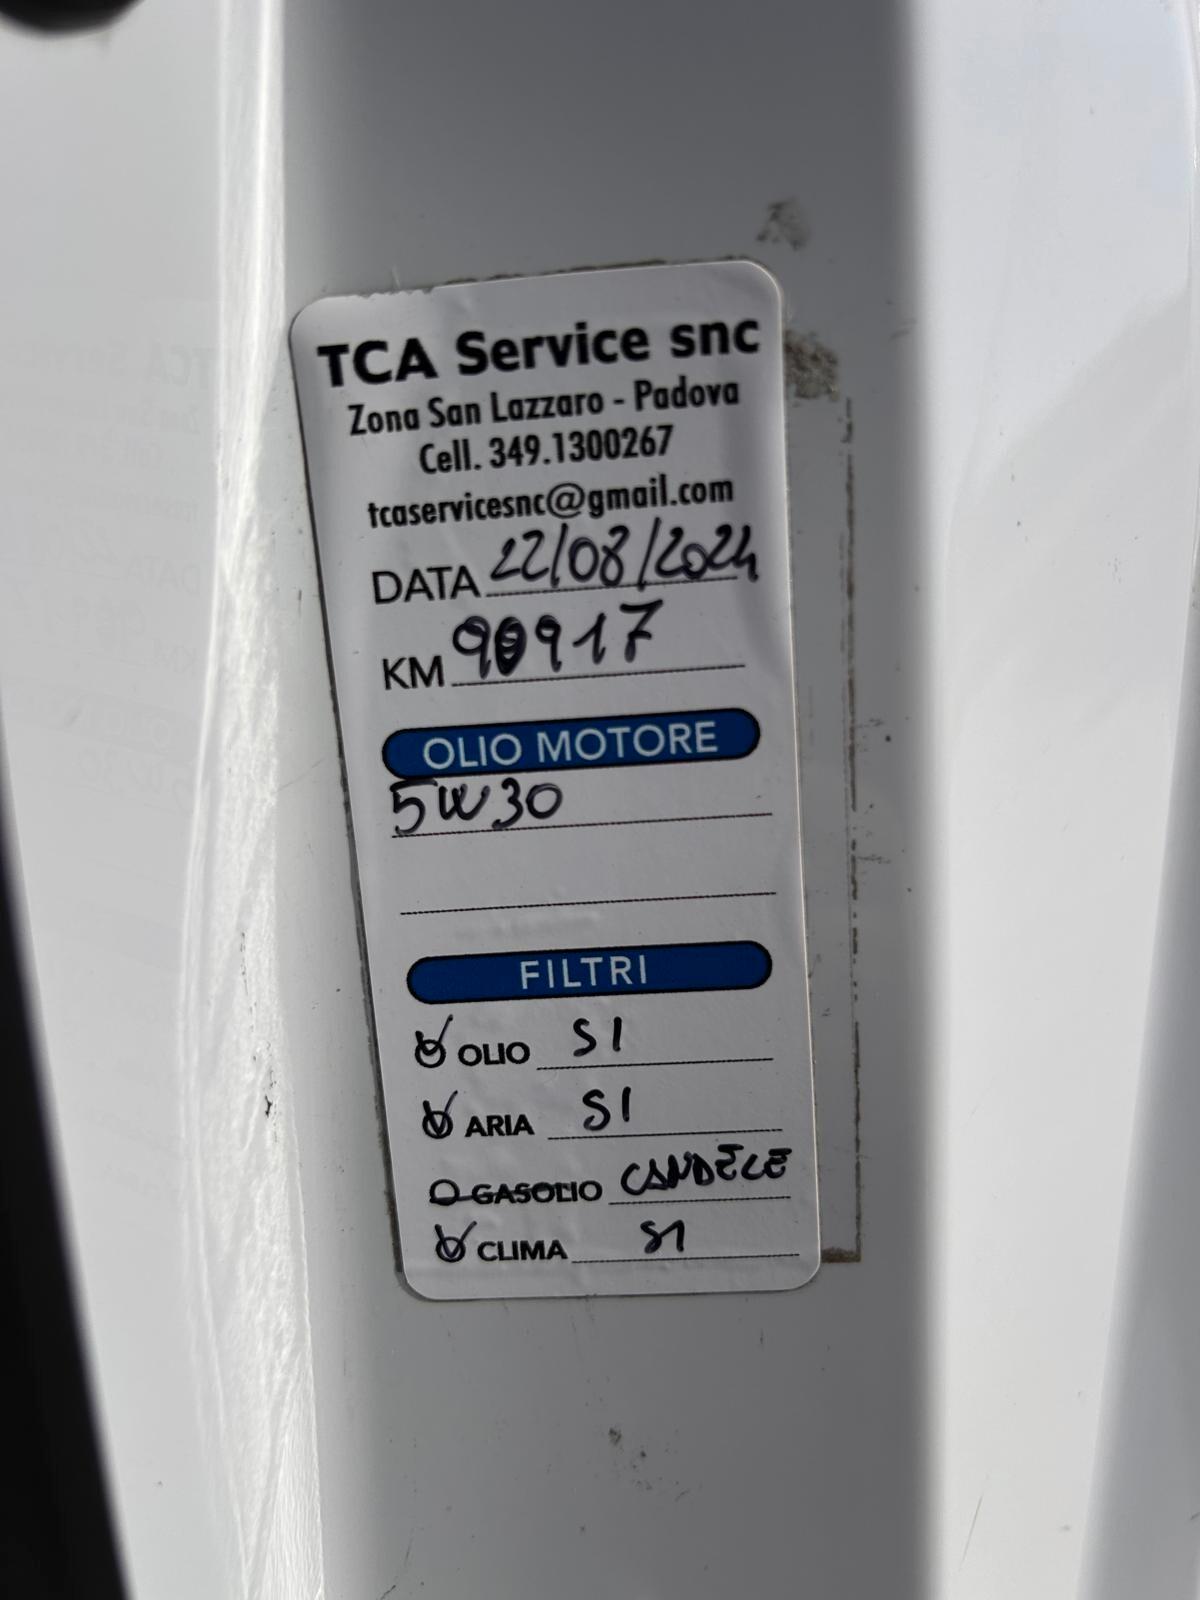 TCA Service snc
Zona San Lazzaro - Padova
Cell. 349.1300267
tcaservicesnc@gmail.com
DATA 22/08/2024
KM 90917
OLIO MOTORE
5W30
FILTRI
OLIO SI
ARIA SI
GASOLIO CANDELE
CLIMA SI